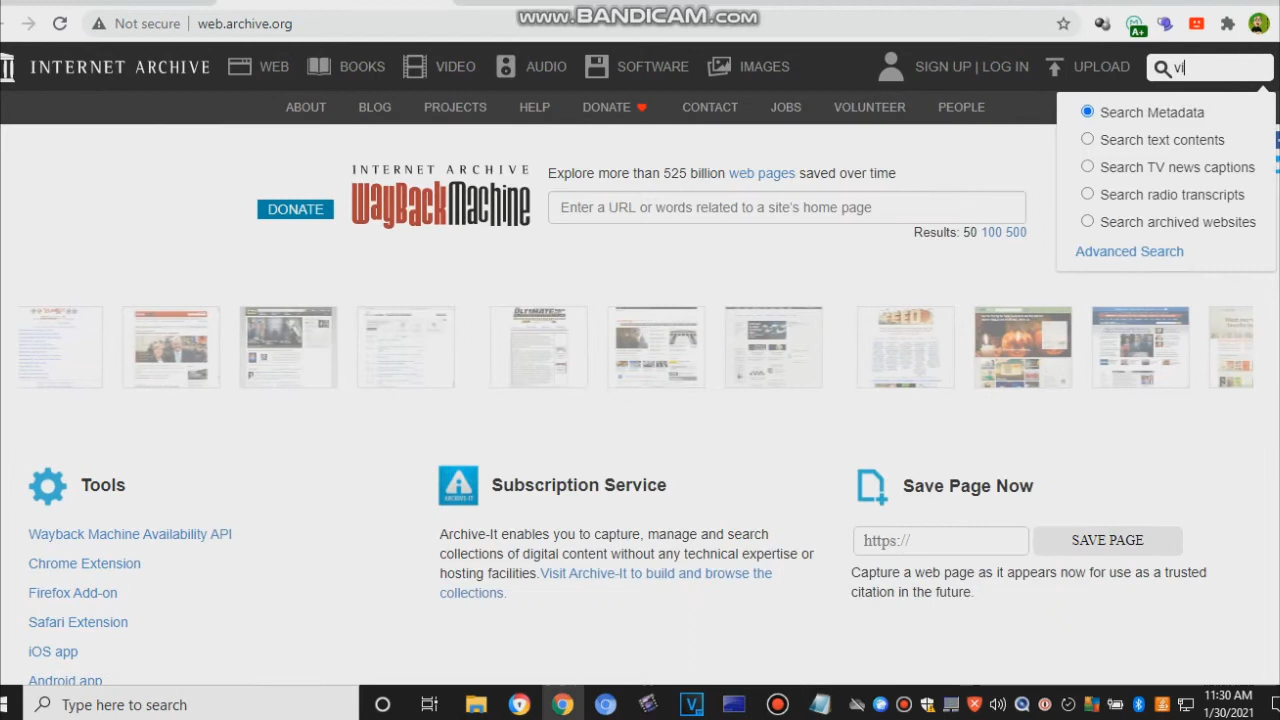 www.BANDICAM.com
Not secure web.archive.org
A+
INTERNET ARCHIVE WEB BOOKS VIDEO AUDIO SOFTWARE IMAGES SIGN UP | LOG IN UPLOAD vi
ABOUT BLOG PROJECTS HELP DONATE CONTACT JOBS VOLUNTEER PEOPLE
Search Metadata
Search text contents
Search TV news captions
Search radio transcripts
Search archived websites
Advanced Search
DONATE
INTERNET ARCHIVE
WayBackMachine
Explore more than 525 billion web pages saved over time
Enter a URL or words related to a site's home page
Results: 50 100 500
Tools
Wayback Machine Availability API
Chrome Extension
Firefox Add-on
Safari Extension
iOS app
Android app
ARCHIVE-IT
Subscription Service
Archive-It enables you to capture, manage and search
collections of digital content without any technical expertise or
hosting facilities.Visit Archive-It to build and browse the
collections.
Save Page Now
https:// SAVE PAGE
Capture a web page as it appears now for use as a trusted
citation in the future.
Type here to search
11:30 AM
1/30/2021